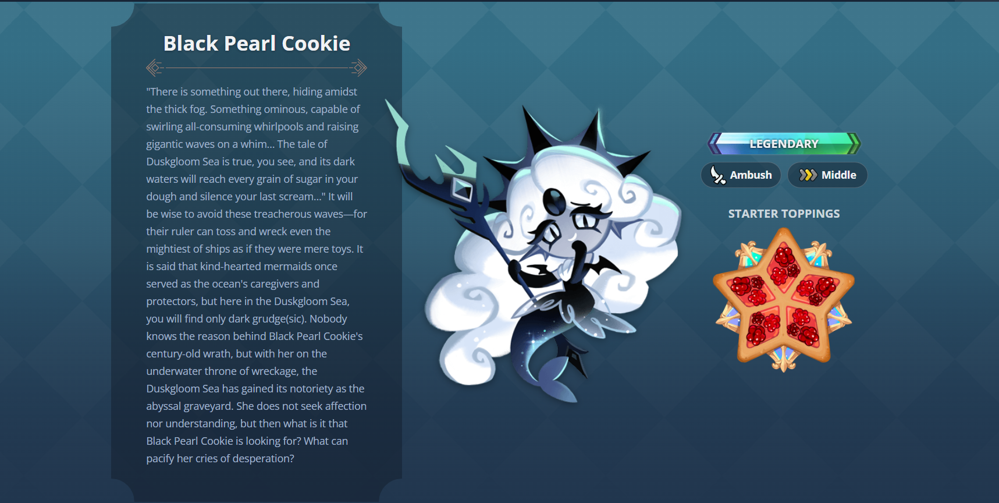 Black Pearl Cookie
"There is something out there, hiding amidst
the thick fog. Something ominous, capable of
swirling all-consuming whirlpools and raising
gigantic waves on a whim... The tale of
Duskgloom Sea is true, you see, and its dark
waters will reach every grain of sugar in your
dough and silence your last scream..." It will
be wise to avoid these treacherous waves—for
their ruler can toss and wreck even the
mightiest of ships as if they were mere toys. It
is said that kind-hearted mermaids once
served as the ocean's caregivers and
protectors, but here in the Duskgloom Sea,
you will find only dark grudge(sic). Nobody
knows the reason behind Black Pearl Cookie's
century-old wrath, but with her on the
underwater throne of wreckage, the
Duskgloom Sea has gained its notoriety as the
abyssal graveyard. She does not seek affection
nor understanding, but then what is it that
Black Pearl Cookie is looking for? What can
pacify her cries of desperation?
LEGENDARY
Ambush
Middle
STARTER TOPPINGS